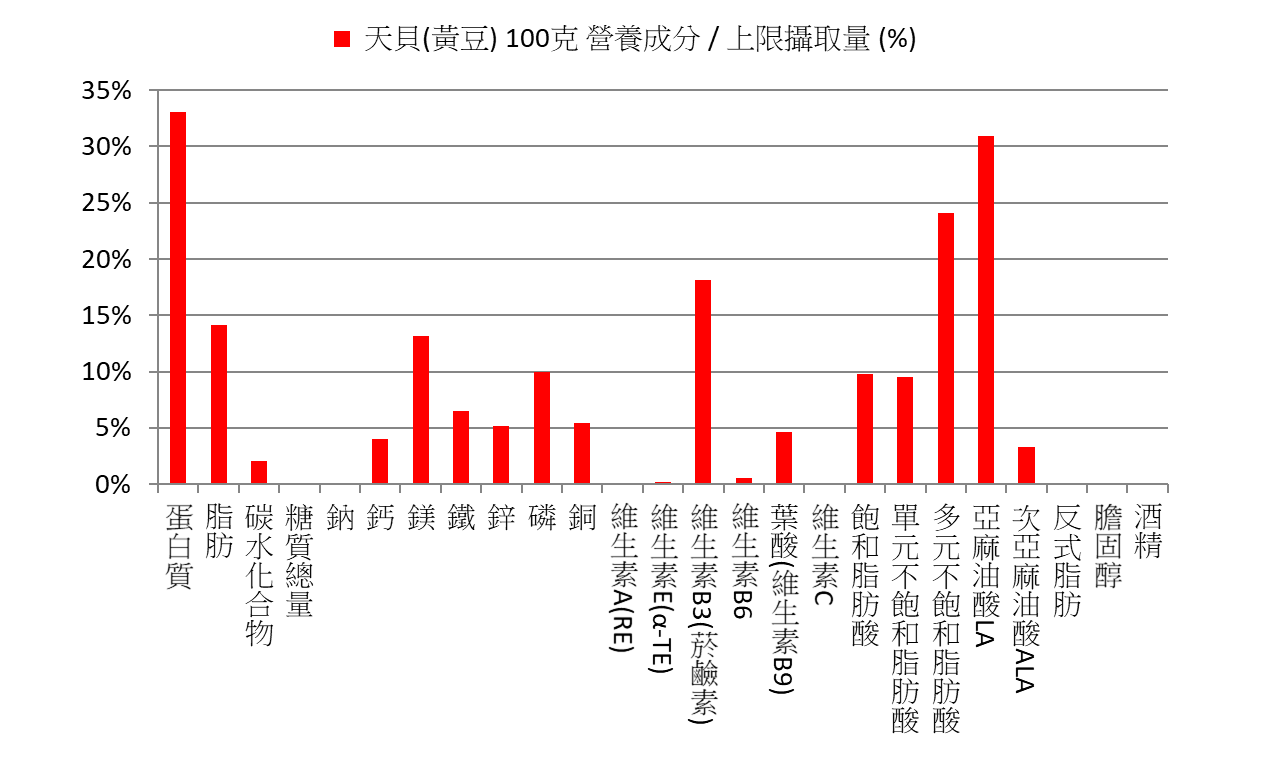 天貝(黃豆) 100克 營養成分 / 上限攝取量 (%)
35%
30%
25%
20%
15%
10%
5%
0%
蛋白質
脂肪
碳水化合物
糖質總量
鈉
鈣
鎂
鐵
鋅
磷
銅
維生素A(RE)
維生素E(α-TE)
維生素B3(菸鹼素)
維生素B6
葉酸(維生素B9)
維生素C
飽和脂肪酸
單元不飽和脂肪酸
多元不飽和脂肪酸
亞麻油酸LA
次亞麻油酸ALA
反式脂肪
膽固醇
酒精